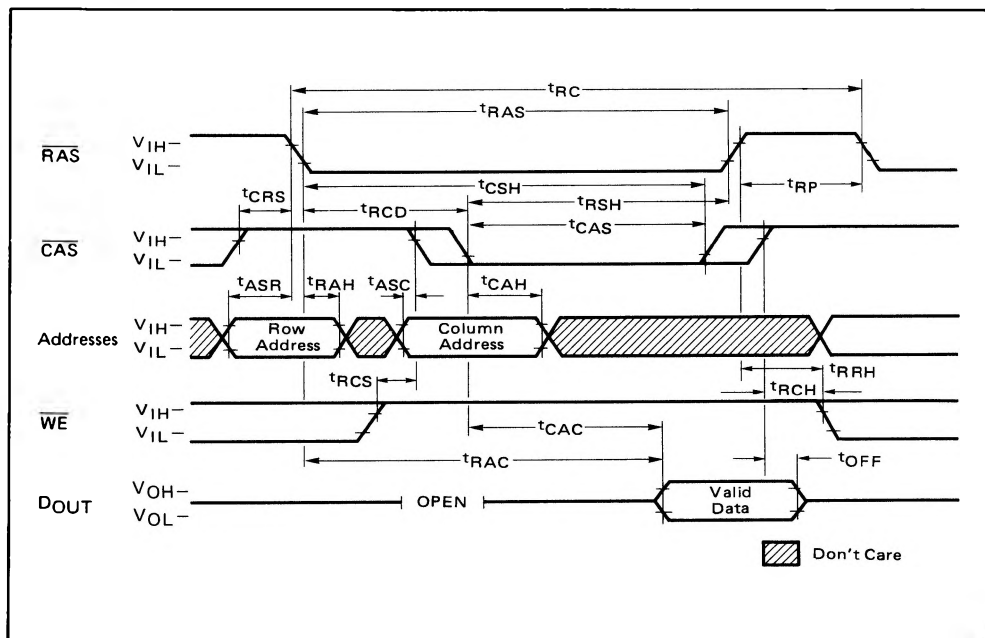 tRC
tRAS
RAS
VIH–
VIL–
tCSH
tRP
tCRS
tRCD
tRSH
tCAS
CAS
VIH–
VIL–
tASR
tRAH
tASC
tCAH
Addresses
VIH–
VIL–
Row
Address
Column
Address
tRRH
tRCS
tRCH
WE
VIH–
VIL–
tCAC
tRAC
tOFF
DOUT
VOH–
VOL–
OPEN
Valid
Data
Don't Care